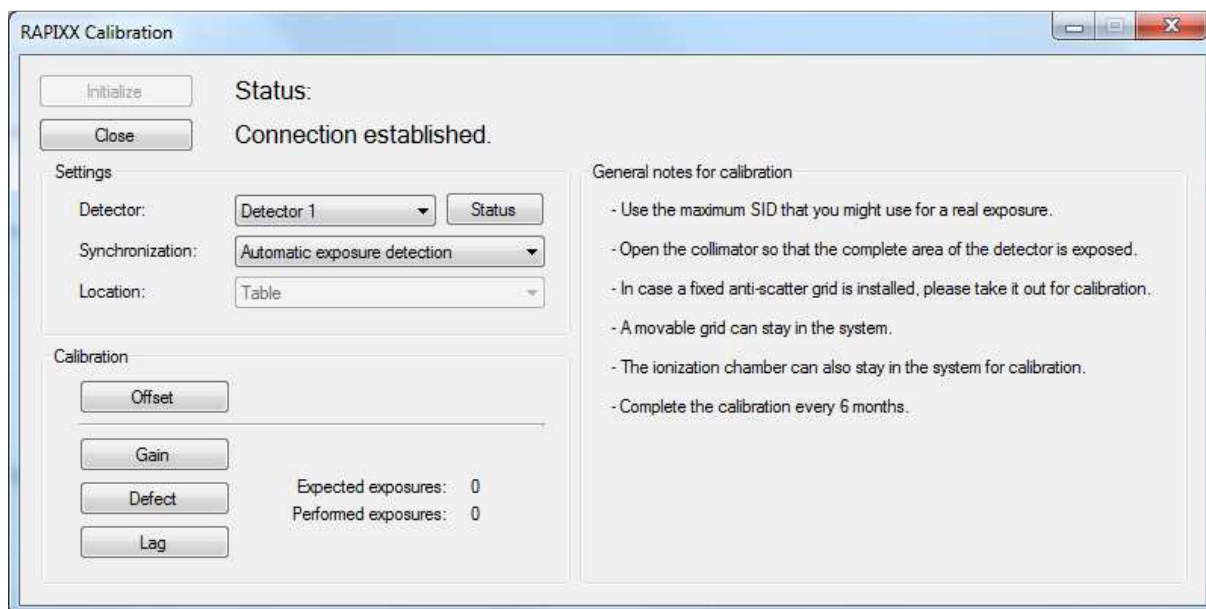 RAPIXX Calibration
Initialize
Status:
Close
Connection established.
Settings
Detector:
Detector 1
Status
Synchronization:
Automatic exposure detection
Location:
Table
Calibration
Offset
Gain
Defect
Lag
Expected exposures: 0
Performed exposures: 0
General notes for calibration
- Use the maximum SID that you might use for a real exposure.
- Open the collimator so that the complete area of the detector is exposed.
- In case a fixed anti-scatter grid is installed, please take it out for calibration.
- A movable grid can stay in the system.
- The ionization chamber can also stay in the system for calibration.
- Complete the calibration every 6 months.